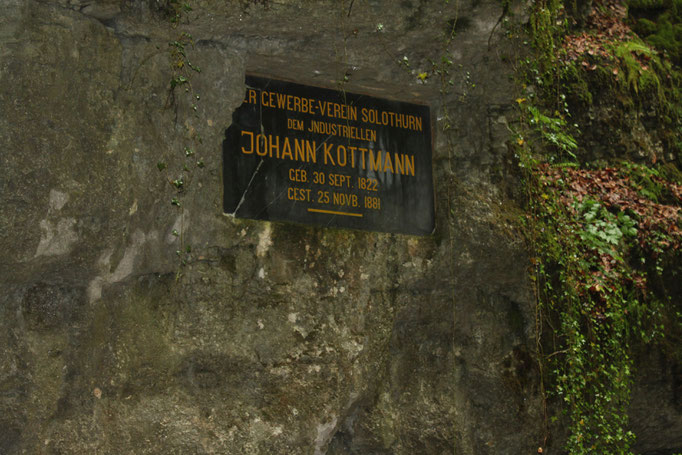 ER GEWERBE-VEREIN SOLOTHURN
DEM JNDUSTRIELLEN
JOHANN KOTTMANN
GEB. 30 SEPT. 1822
GEST. 25 NOVB. 1881